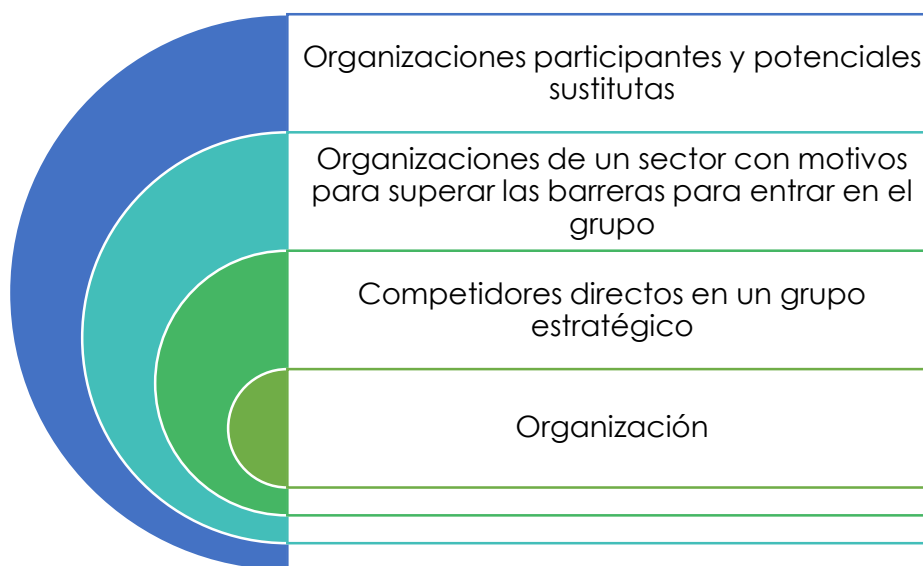 Organizaciones participantes y potenciales
sustitutas
Organizaciones de un sector con motivos
para superar las barreras para entrar en el
grupo
Competidores directos en un grupo
estratégico
Organización